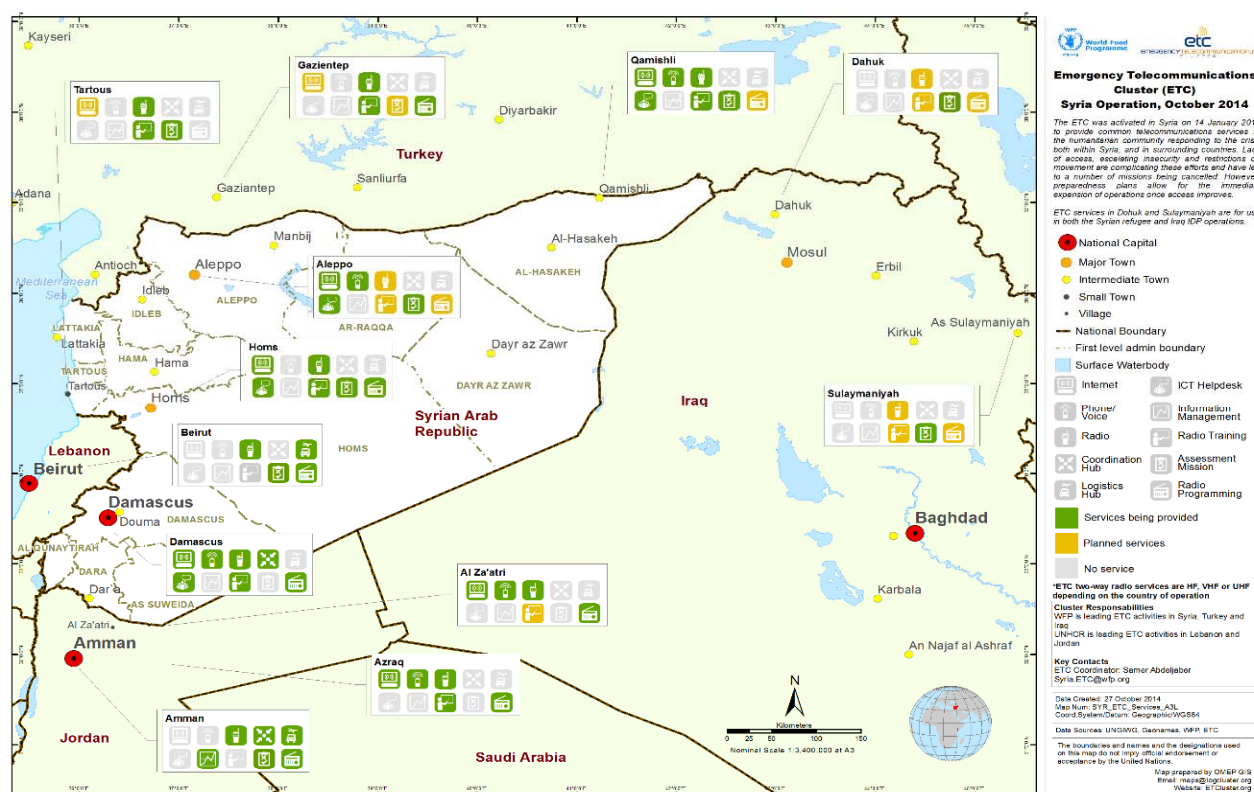 Kayseri
Gazientep
Tartous
Diyarbakir
Turkey
Qamishli
Dahuk
Adana
Gaziantep
Sanliurfa
Qamishli
Dahuk
Manbij
Al-Hasakeh
Mosul
Antioch
Aleppo
Erbil
Mediterranean
Sea
Idleb
IDLEB
ALEPPO
Aleppo
AL-HASAKEH
AR-RAQQA
LATTAKIA
Lattakia
Homs
Kirkuk
As Sulaymaniyah
HAMA
Hama
Dayr az Zawr
TARTOUS
Tartous
DAYR AZ ZAWR
Homs
Syrian Arab
Republic
Iraq
Sulaymaniyah
Beirut
Lebanon
HOMS
Beirut
Damascus
Douma
DAMASCUS
Baghdad
AL QUNAYTIRAH
Damascus
DARA
Al Za'atri
Dar'a
AS SUWEIDA
Karbala
Al Za'atri
Amman
An Najaf al Ashraf
Azraq
Amman
Jordan
Saudi Arabia
N
Kilometers
0 25 50 100 150
Nominal Scale 1:3,400,000 at A3
WFP
World Food
Programme
etc
EMERGENCY TELECOMMUNICATIONS
CLUSTER
Emergency Telecommunications
Cluster (ETC)
Syria Operation, October 2014
The ETC was activated in Syria on 14 January 201
to provide common telecommunications services
the humanitarian community responding to the cris
both within Syria, and in surrounding countries. Lac
of access, escalating insecurity and restrictions o
movement are complicating these efforts and have le
to a number of missions being cancelled. Howeve
preparedness plans allow for the immedia
expansion of operations once access improves.
ETC services in Dohuk and Sulaymaniyah are for us
in both the Syrian refugee and Iraq IDP operations.
National Capital
Major Town
Intermediate Town
Small Town
Village
National Boundary
First level admin boundary
Surface Waterbody
Internet
ICT Helpdesk
Phone/
Voice
Information
Management
Radio
Radio Training
Coordination
Hub
Assessment
Mission
Logistics
Hub
Radio
Programming
Services being provided
Planned services
No service
*ETC two-way radio services are HF, VHF or UHF
depending on the country of operation
Cluster Responsabilities
WFP is leading ETC activities in Syria, Turkey and
Iraq
UNHCR is leading ETC activities in Lebanon and
Jordan
Key Contacts
ETC Coordinator: Samer Abdeljaber
Syria.ETC@wfp.org
Date Created: 27 October 2014
Map Num: SYR_ETC_Services_A3L
Coord.System/Datum: Geographic/WGS84
Data Sources: UNGIWG, Geonames, WFP, ETC
The boundaries and names and the designations used
on this map do not imply official endorsement or
acceptance by the United Nations.
Map prepared by OMEP GIS
Email: maps@logcluster.org
Website: ETCluster.org